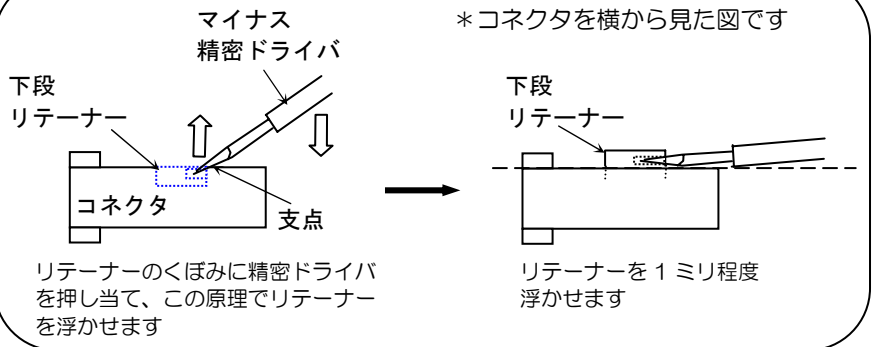 マイナス
精密ドライバ
＊コネクタを横から見た図です
下段
リテーナー
コネクタ
支点
リテーナーのくぼみに精密ドライバ
を押し当て、この原理でリテーナー
を浮かせます
下段
リテーナー
リテーナーを 1 ミリ程度
浮かせます